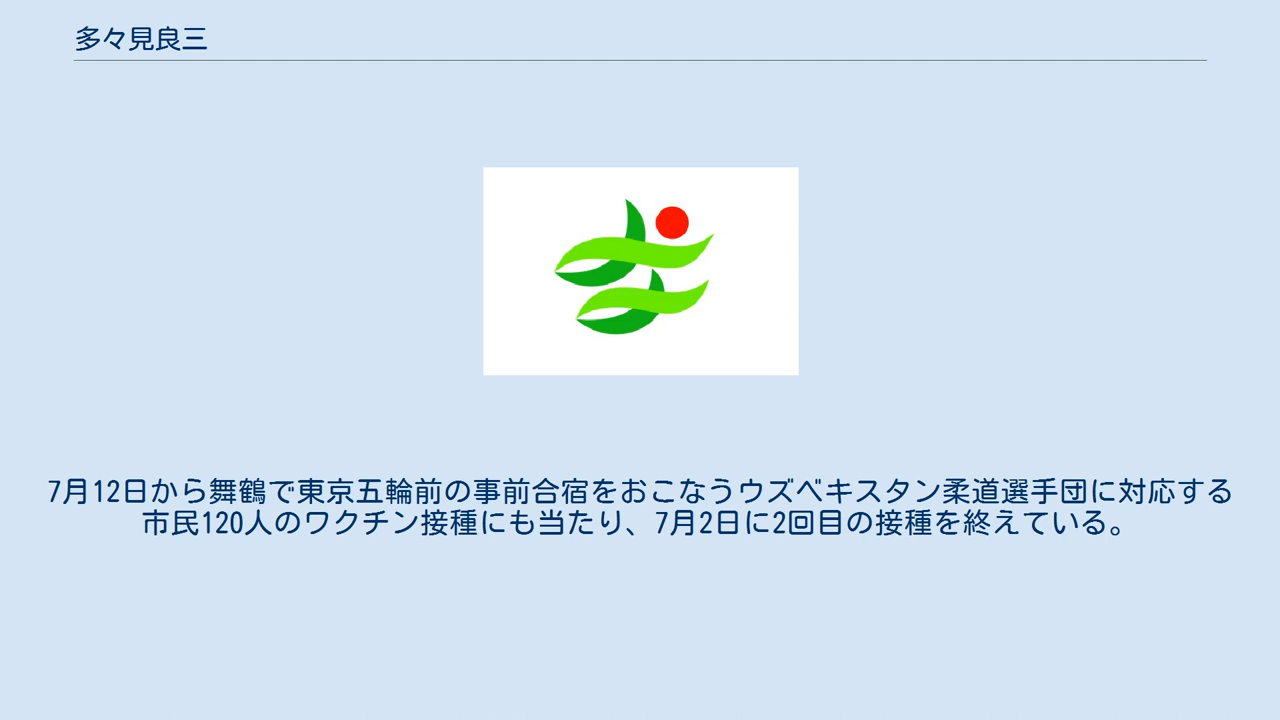 多々見良三
7月12日から舞鶴で東京五輪前の事前合宿をおこなうウズベキスタン柔道選手団に対応する
市民120人のワクチン接種にも当たり、7月2日に2回目の接種を終えている。